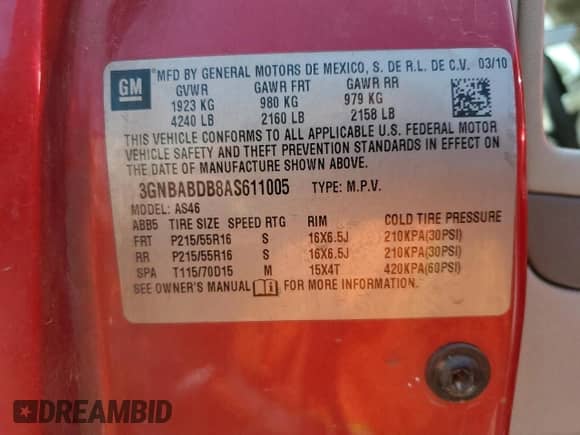 GM
MFD BY GENERAL MOTORS DE MEXICO, S. DE R.L. DE C.V. 03/10
GVWR GAWR FRT GAWR RR
1923 KG 980 KG 979 KG
4240 LB 2160 LB 2158 LB
THIS VEHICLE CONFORMS TO ALL APPLICABLE U.S. FEDERAL MOTOR
VEHICLE SAFETY AND THEFT PREVENTION STANDARDS IN EFFECT ON
THE DATE OF MANUFACTURE SHOWN ABOVE.
3GNBABDB8AS611005 TYPE: M.P.V.
MODEL: AS46
ABB5 TIRE SIZE SPEED RTG RIM COLD TIRE PRESSURE
FRT P215/55R16 S 16X6.5J 210KPA(30PSI)
RR P215/55R16 S 16X6.5J 210KPA(30PSI)
SPA T115/70D15 M 15X4T 420KPA(60PSI)
SEE OWNER'S MANUAL FOR MORE INFORMATION.
DREAMBID